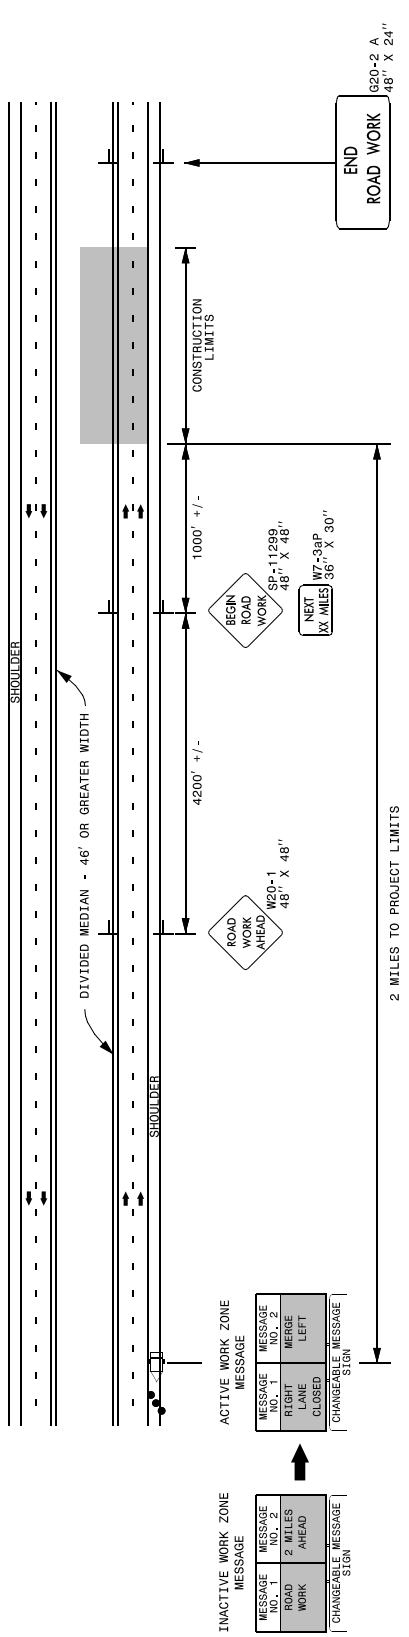 G20-2 A
48" X 24"
END
ROAD WORK
CONSTRUCTION
LIMITS
1000' +/-
SP-11299
48" X 48"
BEGIN
ROAD
WORK
W7-3aP
36" X 30"
NEXT
XX MILES
SHOULDER
DIVIDED MEDIAN - 46' OR GREATER WIDTH
4200' +/-
W20-1
48" X 48"
ROAD
WORK
AHEAD
2 MILES TO PROJECT LIMITS
SHOULDER
ACTIVE WORK ZONE
MESSAGE
MESSAGE
NO. 1
RIGHT
LANE
CLOSED
MESSAGE
NO. 2
MERGE
LEFT
CHANGEABLE MESSAGE
SIGN
INACTIVE WORK ZONE
MESSAGE
MESSAGE
NO. 1
ROAD
WORK
MESSAGE
NO. 2
2 MILES
AHEAD
CHANGEABLE MESSAGE
SIGN